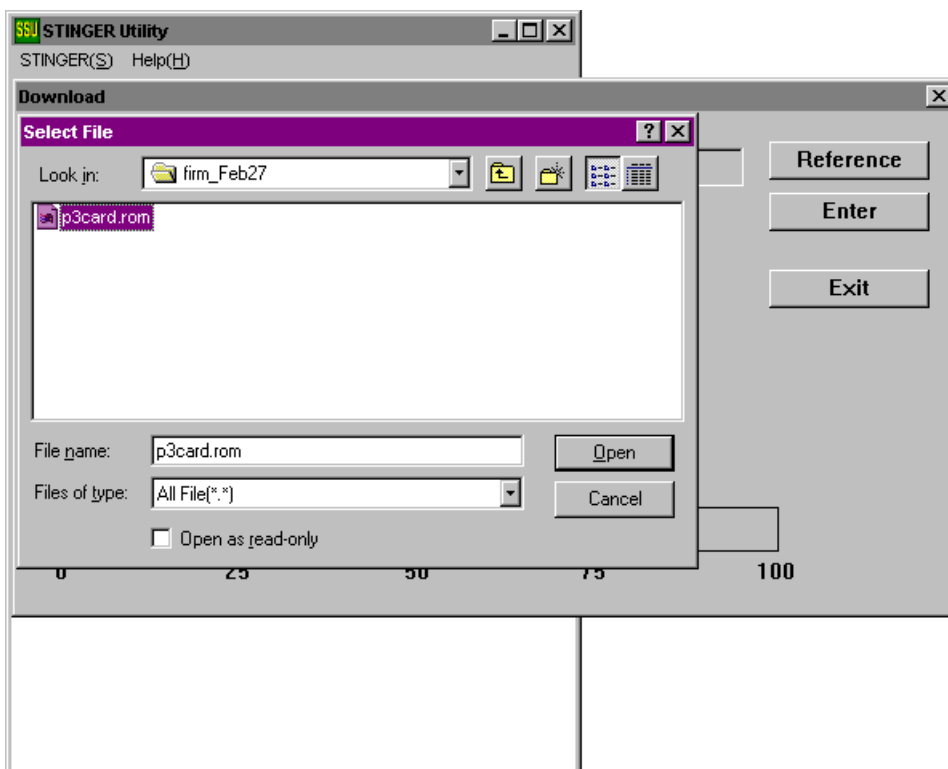 SSU STINGER Utility
STINGER(S) Help(H)
Download
Select File
Look in: firm_Feb27
Reference
p3card.rom
Enter
Exit
File name: p3card.rom
Open
Files of type: All File(*.*)
Cancel
Open as read-only
0 25 50 75 100